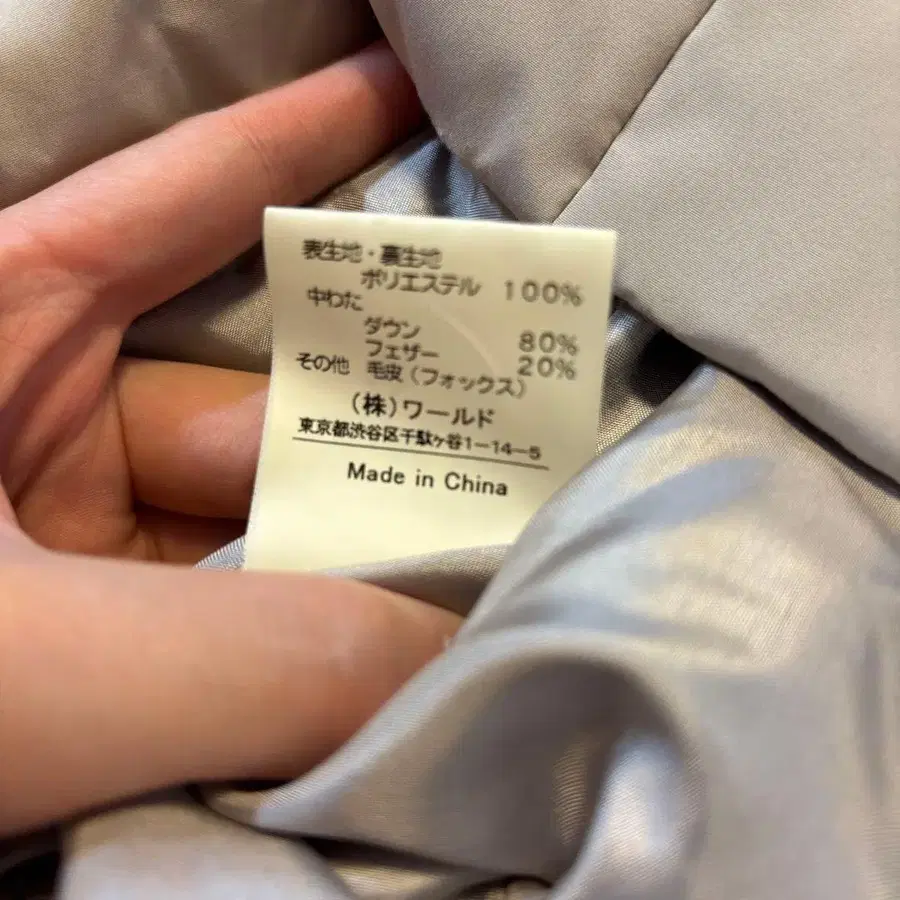 表生地・裏生地
ポリエステル 100%
中わた
ダウン 80%
フェザー 20%
その他 毛皮(フォックス)
(株)ワールド
東京都渋谷区千駄ヶ谷1-14-5
Made in China